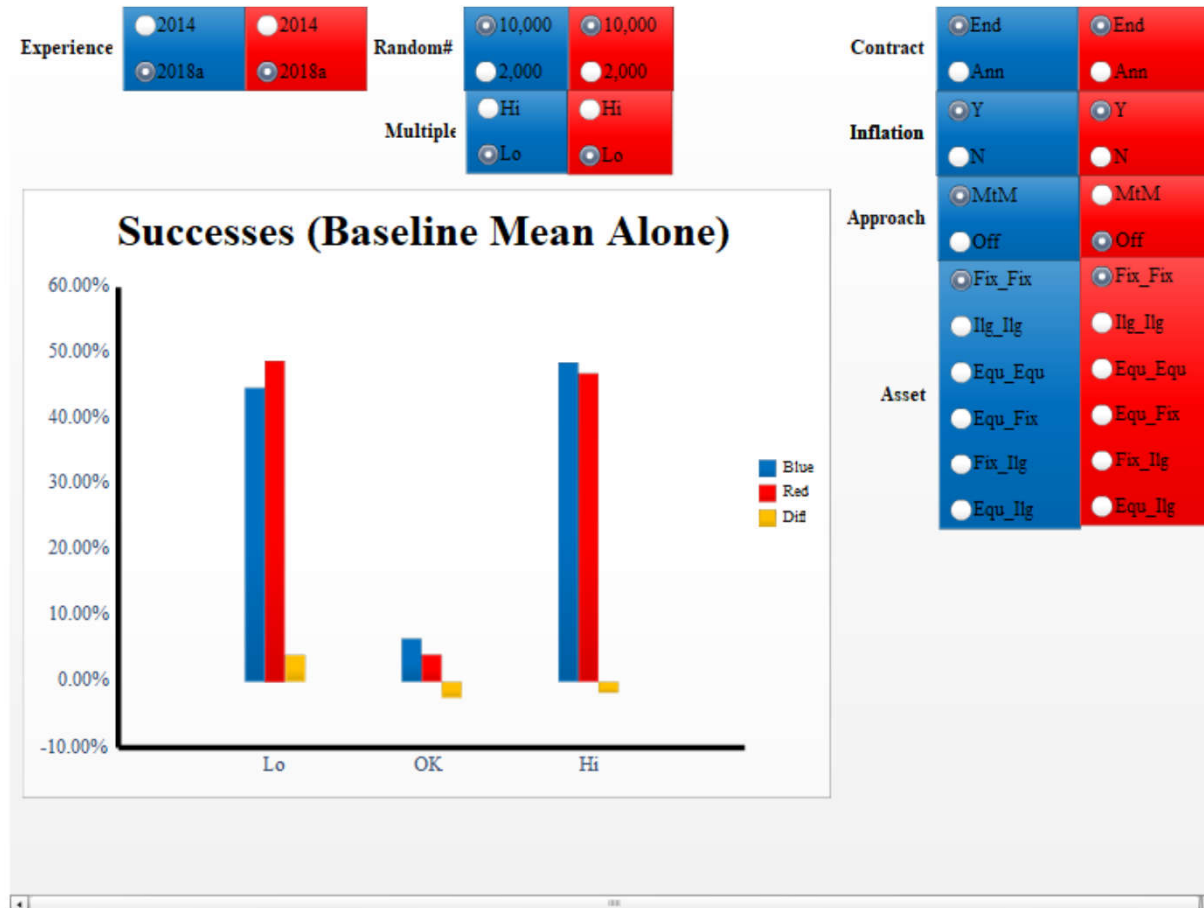 Experience
2014
2018a
2014
2018a
Random#
10,000
2,000
10,000
2,000
Multiple
Hi
Lo
Hi
Lo
Contract
End
Ann
End
Ann
Inflation
Y
N
Y
N
Approach
MtM
Off
MtM
Off
Asset
Fix_Fix
Ilg_Ilg
Equ_Equ
Equ_Fix
Fix_Ilg
Equ_Ilg
Fix_Fix
Ilg_Ilg
Equ_Equ
Equ_Fix
Fix_Ilg
Equ_Ilg
Successes (Baseline Mean Alone)
60.00%
50.00%
40.00%
30.00%
20.00%
10.00%
0.00%
-10.00%
Lo OK Hi
Blue
Red
Diff